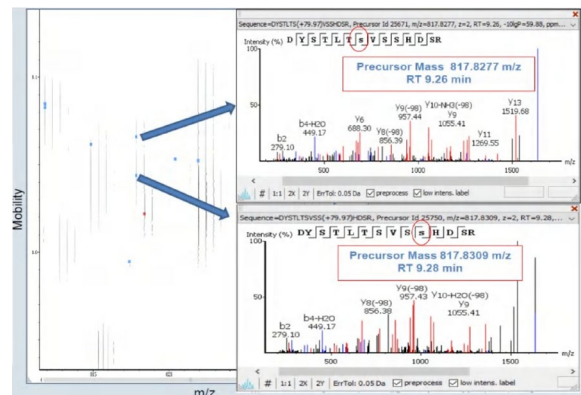 Sequence=DYSTLTS(+79.97)VSSHDSR, Precursor Id 25671, m/z=817.8277, z=2, RT=9.26, -10lgP=59.88, ppm...
Intensity (%) D Y S T L T s V S S H D SR
100
Precursor Mass 817.8277 m/z
RT 9.26 min
50
b2
279.10
b4-H2O
449.17
Y6
688.30
Y8(-98)
856.39
Y9(-98)
957.44
Y10-NH3(-98)
Y9
1055.41
Y11
1269.55
Y13
1519.68
500
1000
1500
m/z
# 1:1 2X 2Y ErrTol: 0.05 Da preprocess low intens. label
Sequence=DYSTLTSVSS(+79.97)HDSR, Precursor Id 25750, m/z=817.8309, z=2, RT=9.28,...
Intensity (%) DY S T L T S V S s H D SR
100
Precursor Mass 817.8309 m/z
RT 9.28 min
50
b2
279.10
b4-H2O
449.17
Y8(-98)
856.38
Y9(-98)
957.43
Y10-H2O(-98)
Y9
1055.41
500
1000
1500
m/z
# 1:1 2X 2Y ErrTol: 0.05 Da preprocess low intens. label
Mobility
m/z